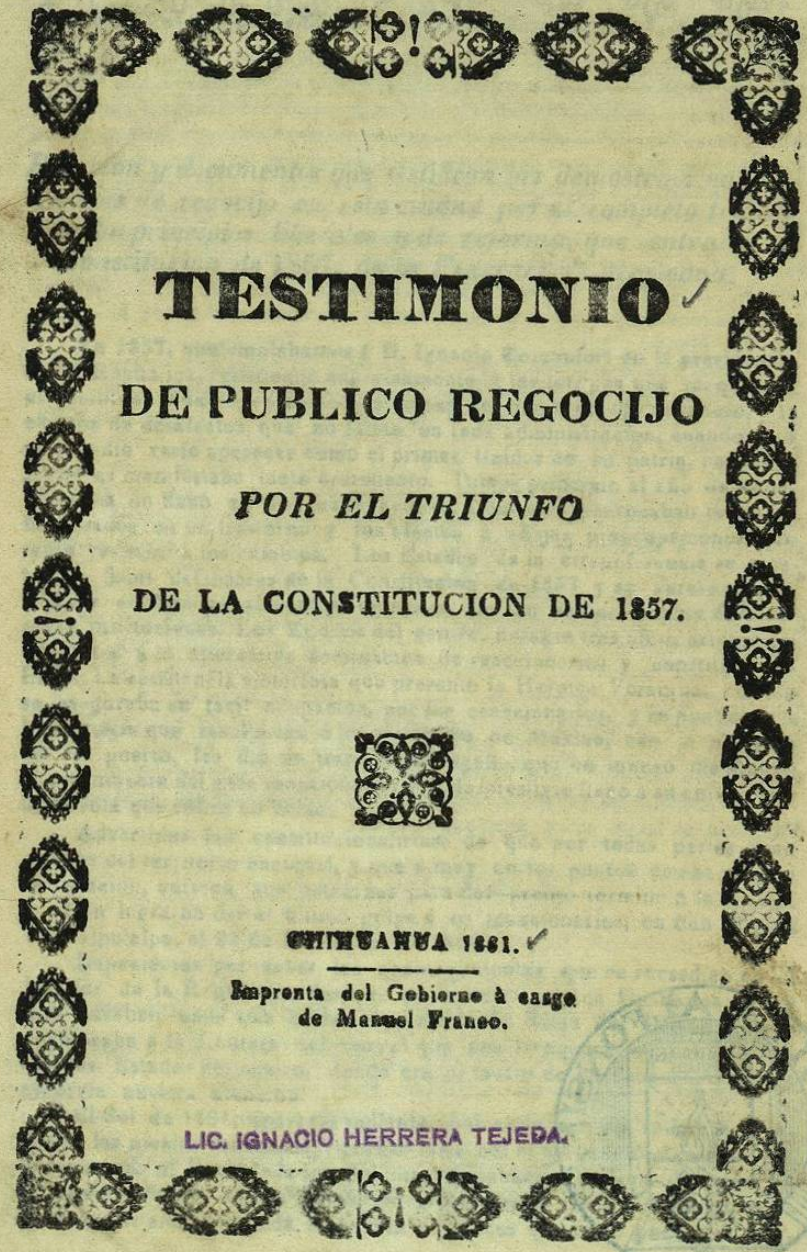 TESTIMONIO
DE PUBLICO REGOCIJO
POR EL TRIUNFO
DE LA CONSTITUCION DE 1857.
CHIHUAHUA 1861.
Imprenta del Gobierno à cargo
de Manuel Franco.
LIC. IGNACIO HERRERA TEJEDA.